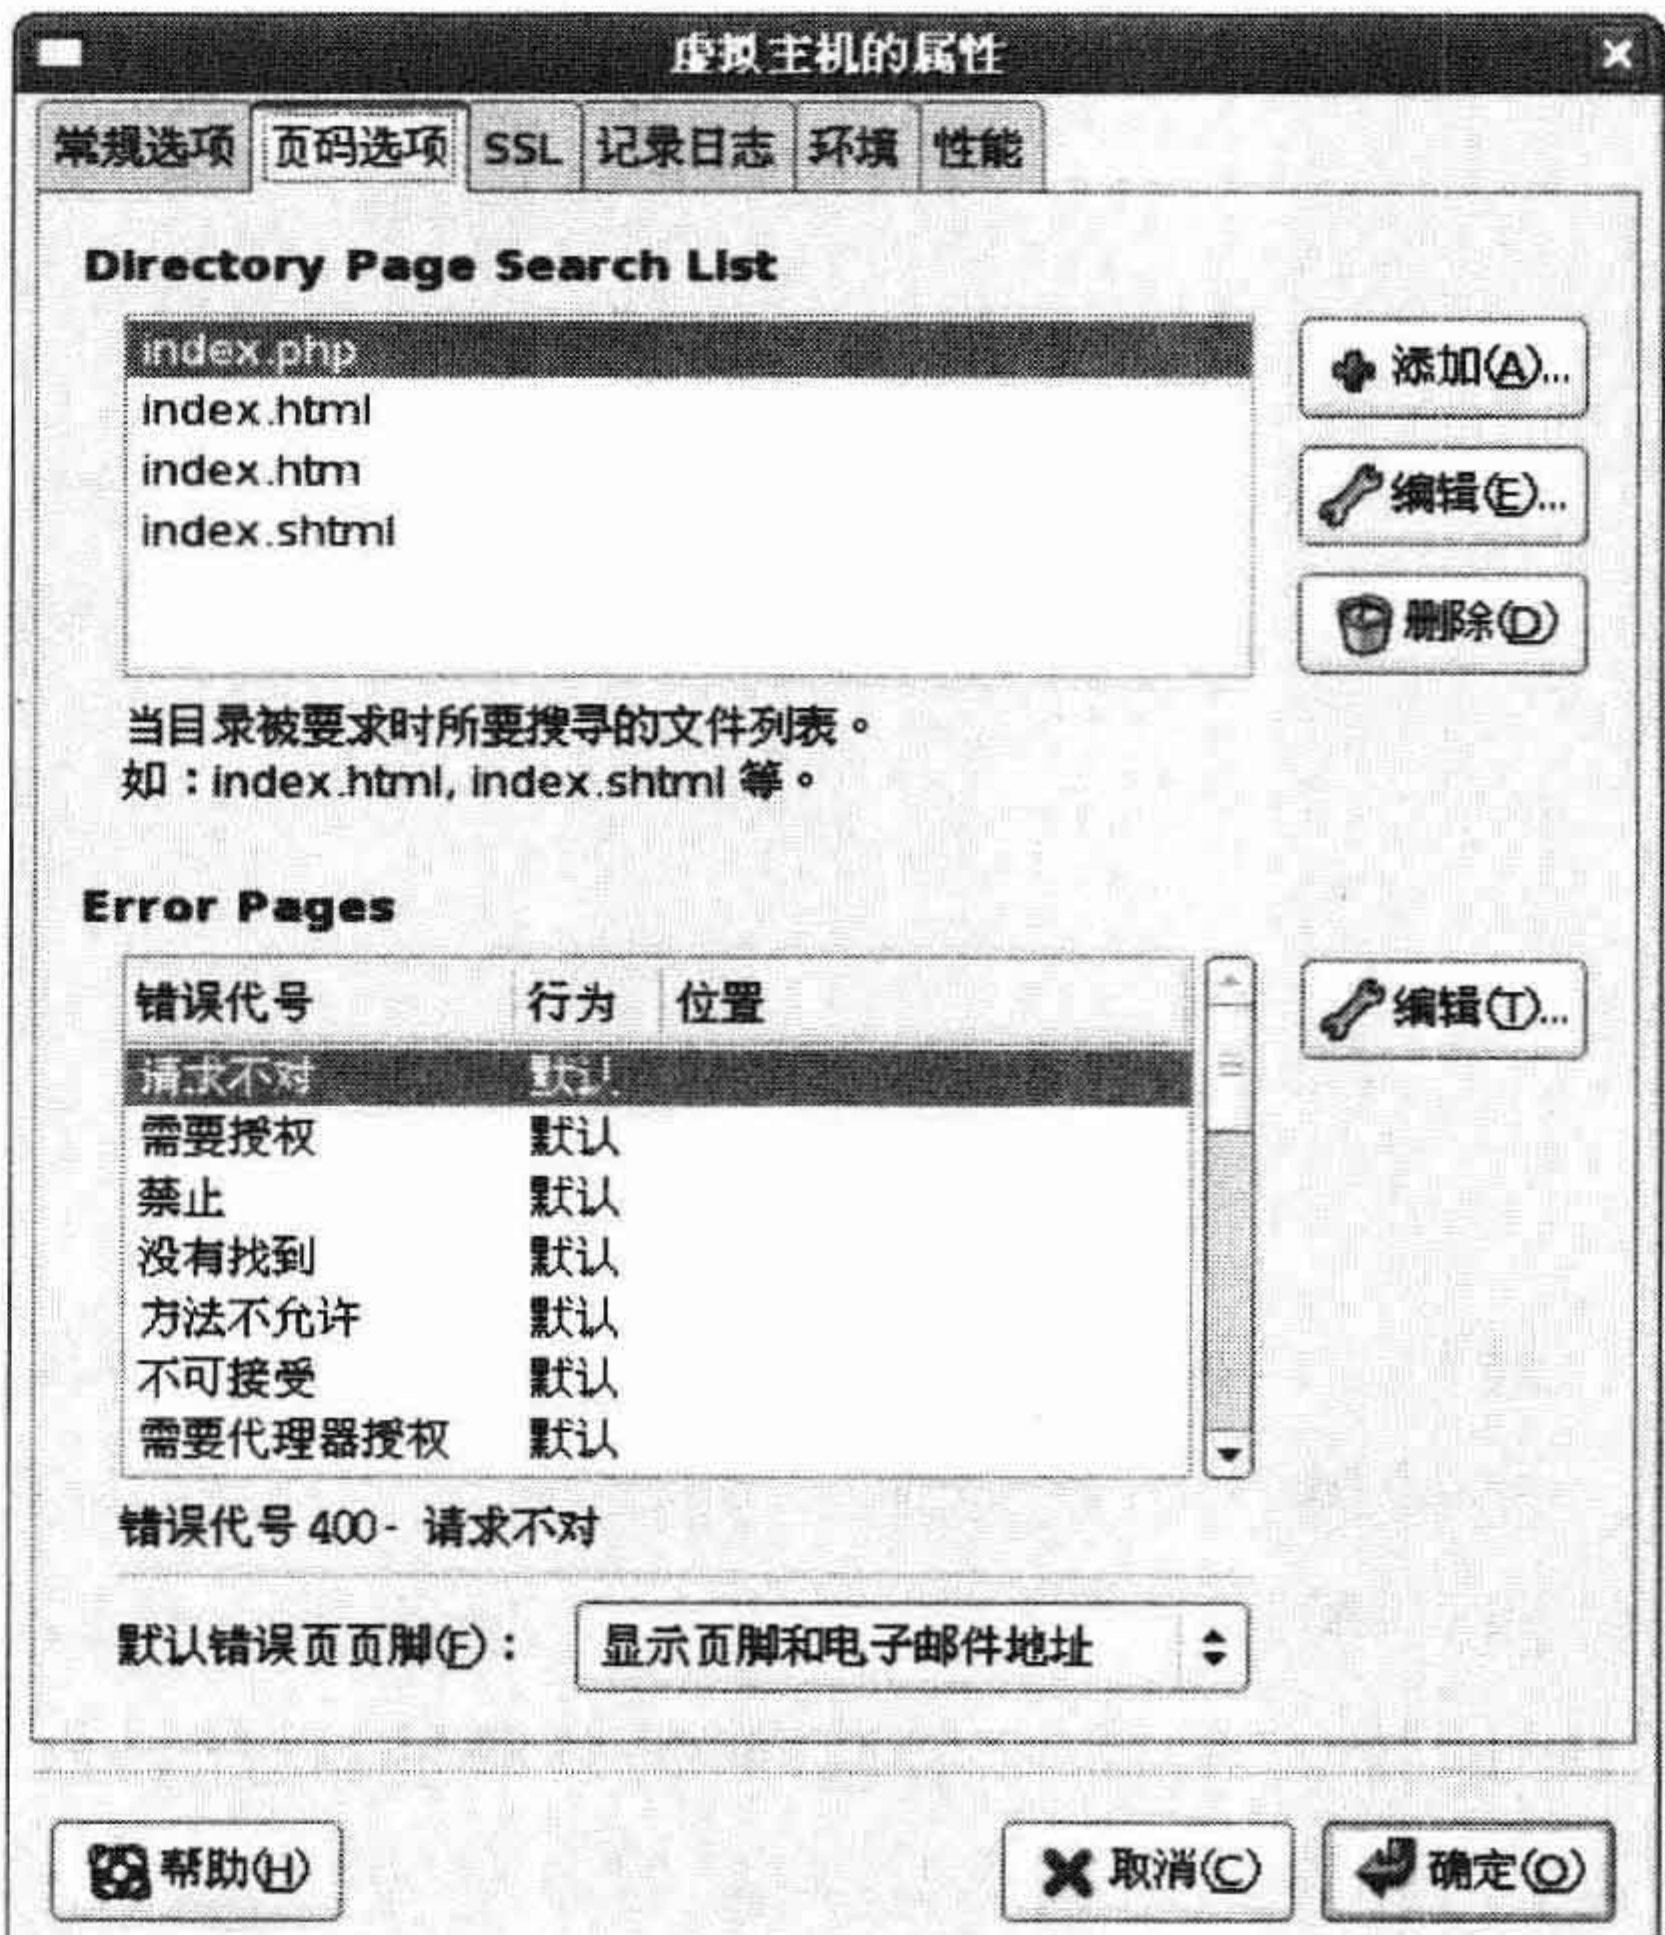 虚拟主机的属性
常规选项 页码选项 SSL 记录日志 环境 性能
Directory Page Search List
index.php
添加(A)...
index.html
index.htm
编辑(E)...
index.shtml
删除(D)
当目录被要求时所要搜寻的文件列表。
如：index.html, index.shtml 等。
Error Pages
错误代号 行为 位置
编辑(T)...
请求不对 默认
需要授权 默认
禁止 默认
没有找到 默认
方法不允许 默认
不可接受 默认
需要代理器授权 默认
错误代号 400 - 请求不对
默认错误页页脚(F)： 显示页脚和电子邮件地址
帮助(H) 取消(C) 确定(O)